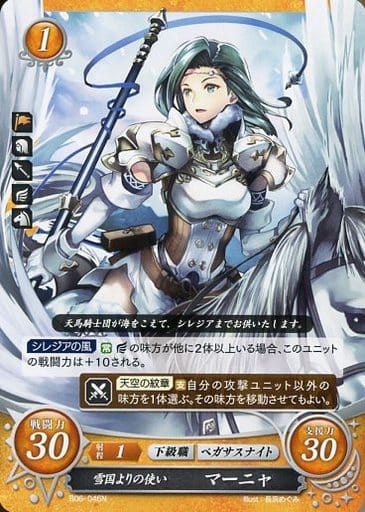 1
天馬騎士団が海をこえて、シレジアまでお供いたします。
シレジアの風 常 の味方が他に2体以上いる場合、このユニット
の戦闘力は+10される。
天空の紋章 支 自分の攻撃ユニット以外の
味方を1体選ぶ。その味方を移動させてもよい。
戦闘力
30
射程 1
下級職
ペガサスナイト
支援力
30
雪国よりの使い
マーニャ
B06-046N
Illust:長浜めぐみ